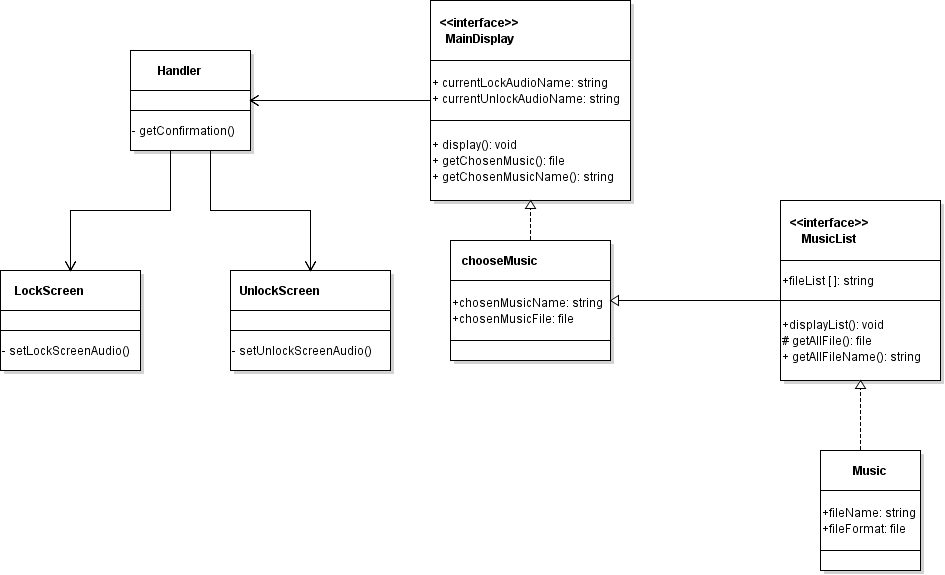 <<interface>>
MainDisplay
+ currentLockAudioName: string
+ currentUnlockAudioName: string
+ display(): void
+ getChosenMusic(): file
+ getChosenMusicName(): string
Handler
- getConfirmation()
LockScreen
- setLockScreenAudio()
UnlockScreen
- setUnlockScreenAudio()
chooseMusic
+chosenMusicName: string
+chosenMusicFile: file
<<interface>>
MusicList
+fileList [ ]: string
+displayList(): void
# getAllFile(): file
+ getAllFileName(): string
Music
+fileName: string
+fileFormat: file